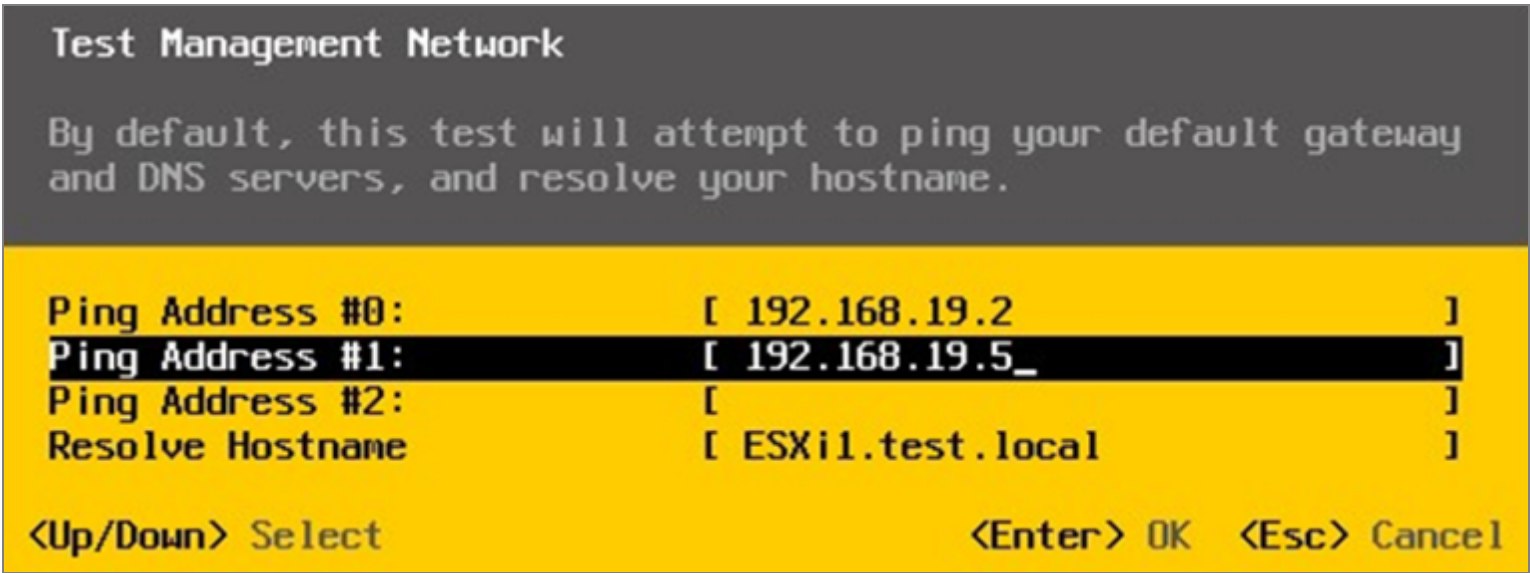 Test Management Network
By default, this test will attempt to ping your default gateway
and DNS servers, and resolve your hostname.
Ping Address #0: [ 192.168.19.2 ]
Ping Address #1: [ 192.168.19.5_ ]
Ping Address #2: [ ]
Resolve Hostname [ ESXi1.test.local ]
<Up/Down> Select <Enter> OK <Esc> Cancel